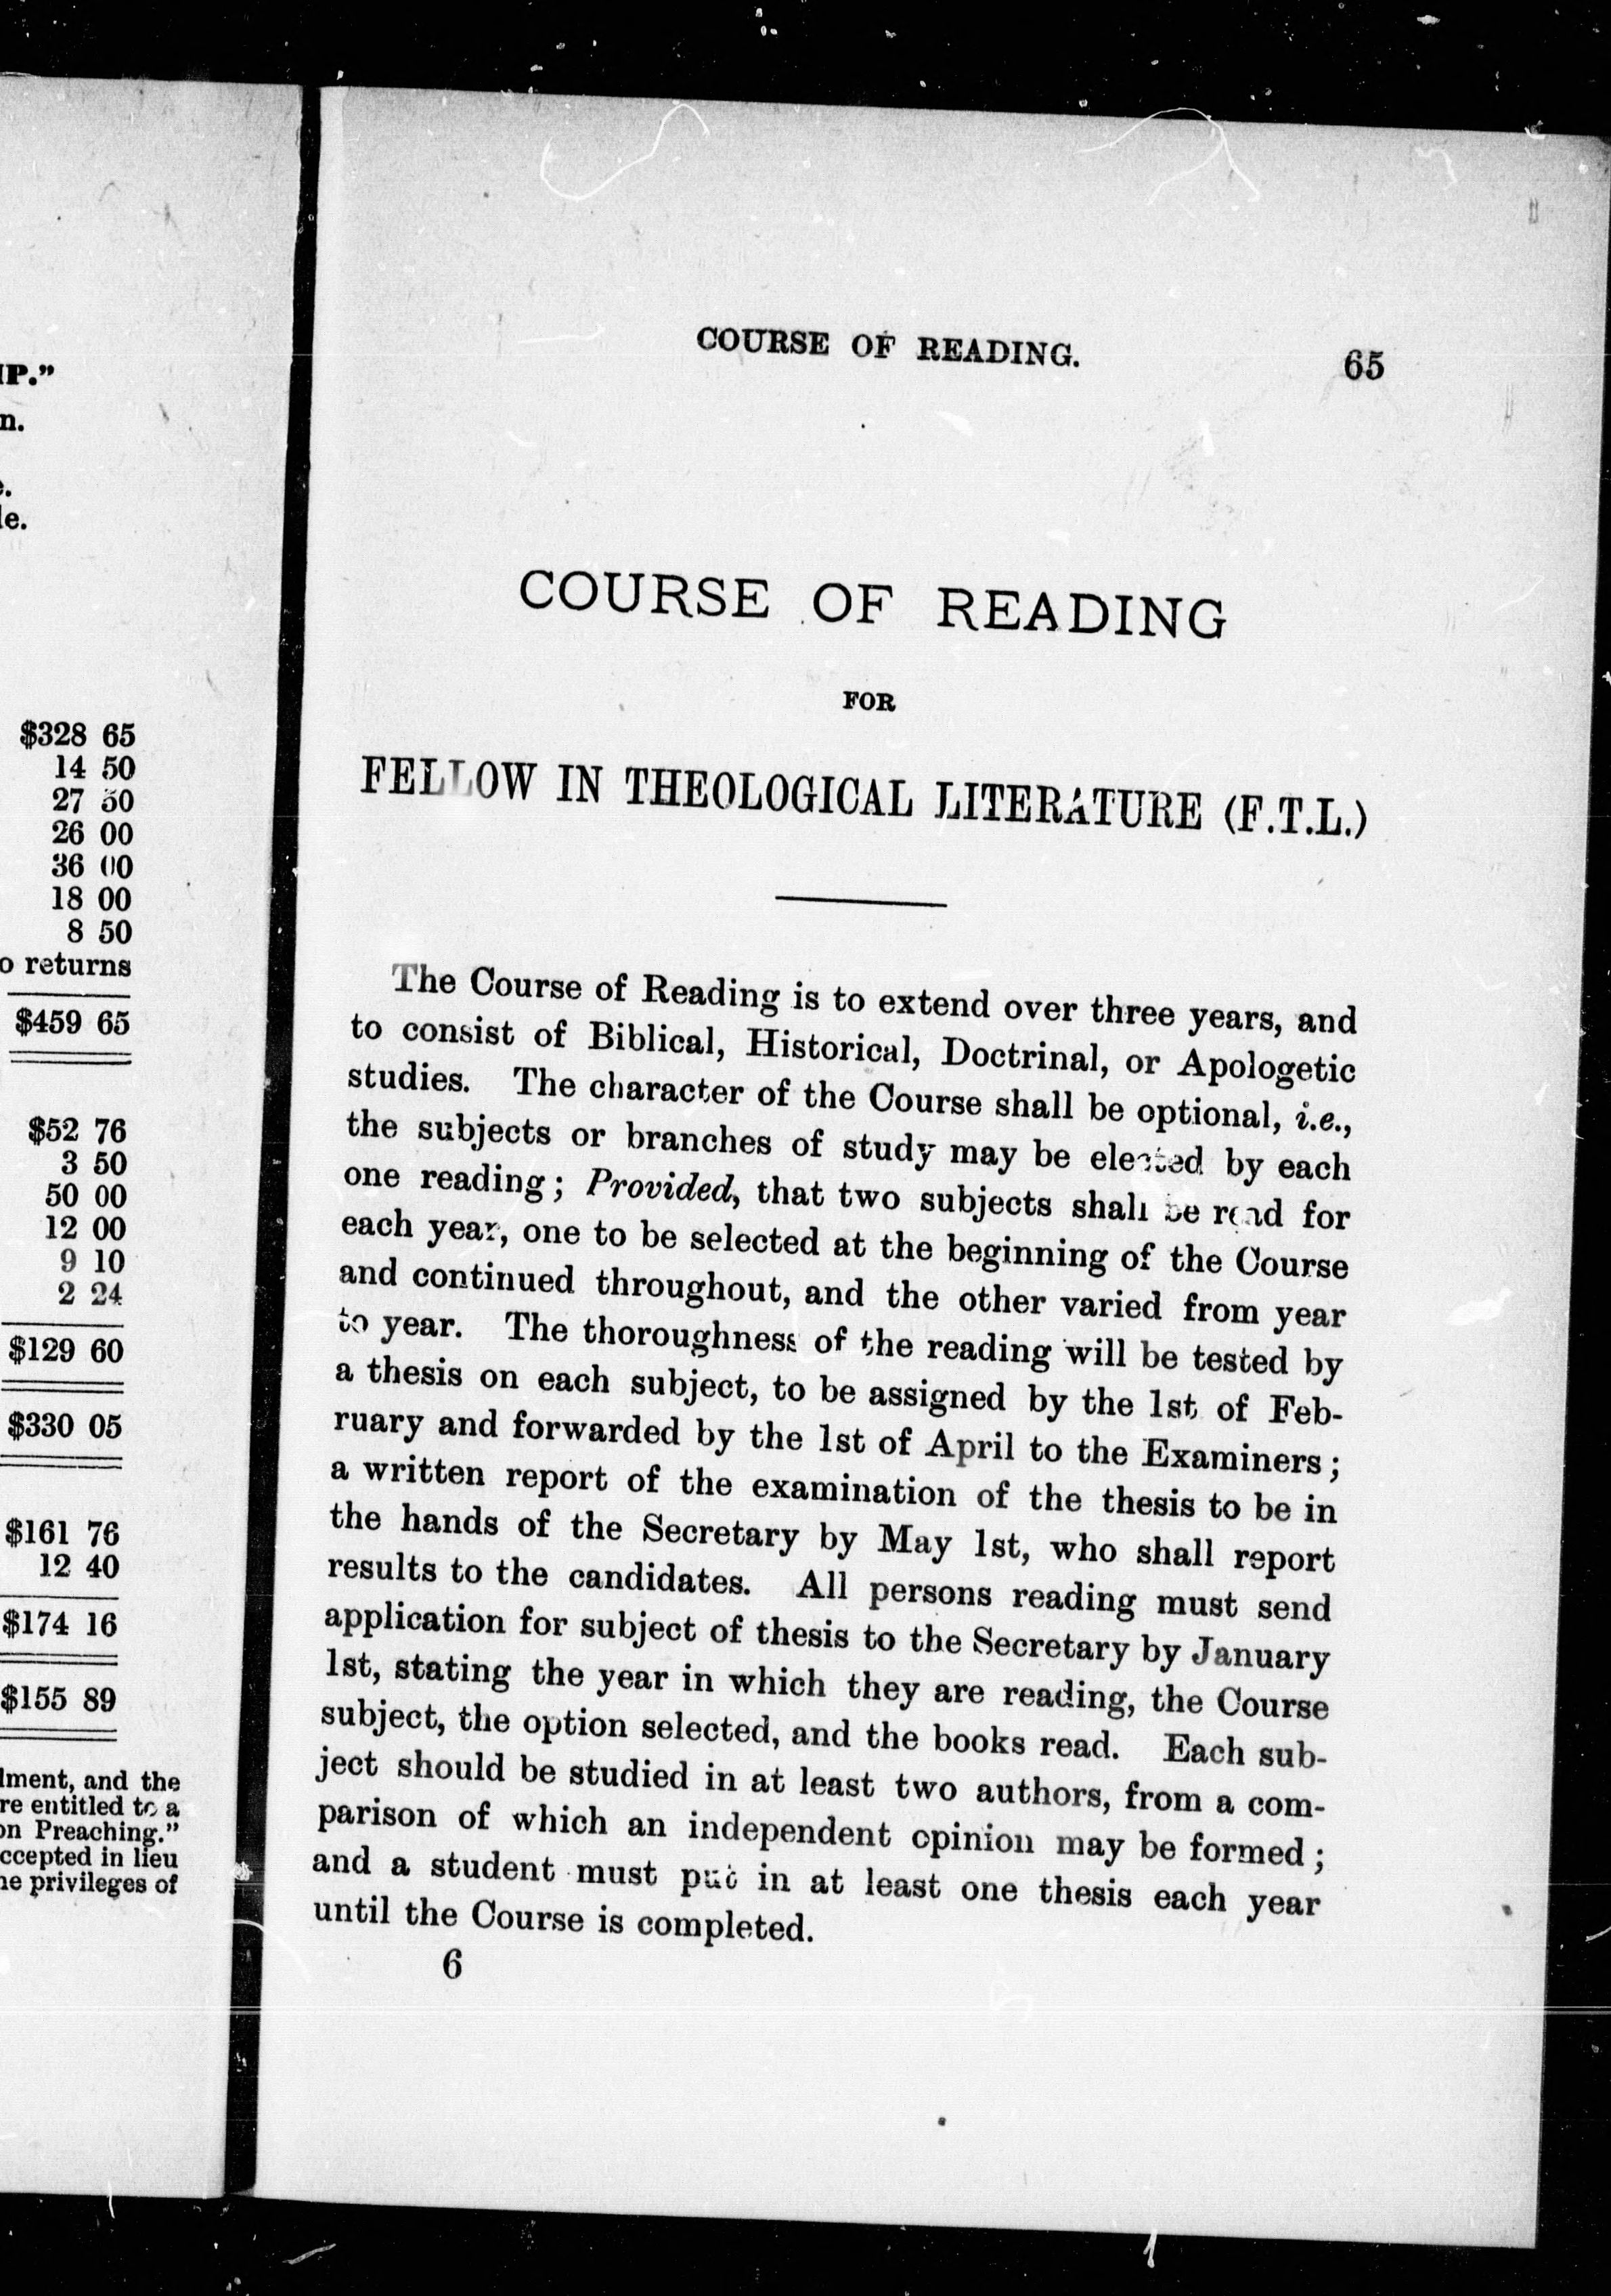 IP."
n.
e.
le.
$328 65
14 50
27 50
26 00
36 00
18 00
8 50
o returns
$459 65
$52 76
3 50
50 00
12 00
9 10
2 24
$129 60
$330 05
$161 76
12 40
$174 16
$155 89
lment, and the
re entitled to a
on Preaching."
ccepted in lieu
he privileges of
COURSE OF READING. 65
COURSE OF READING
FOR
FELLOW IN THEOLOGICAL LITERATURE (F.T.L.)
The Course of Reading is to extend over three years, and
to consist of Biblical, Historical, Doctrinal, or Apologetic
studies. The character of the Course shall be optional, i.e.,
the subjects or branches of study may be elected by each
one reading; Provided, that two subjects shall be read for
each year, one to be selected at the beginning of the Course
and continued throughout, and the other varied from year
to year. The thoroughness of the reading will be tested by
a thesis on each subject, to be assigned by the 1st of Feb-
ruary and forwarded by the 1st of April to the Examiners;
a written report of the examination of the thesis to be in
the hands of the Secretary by May 1st, who shall report
results to the candidates. All persons reading must send
application for subject of thesis to the Secretary by January
1st, stating the year in which they are reading, the Course
subject, the option selected, and the books read. Each sub-
ject should be studied in at least two authors, from a com-
parison of which an independent opinion may be formed;
and a student must put in at least one thesis each year
until the Course is completed.
6